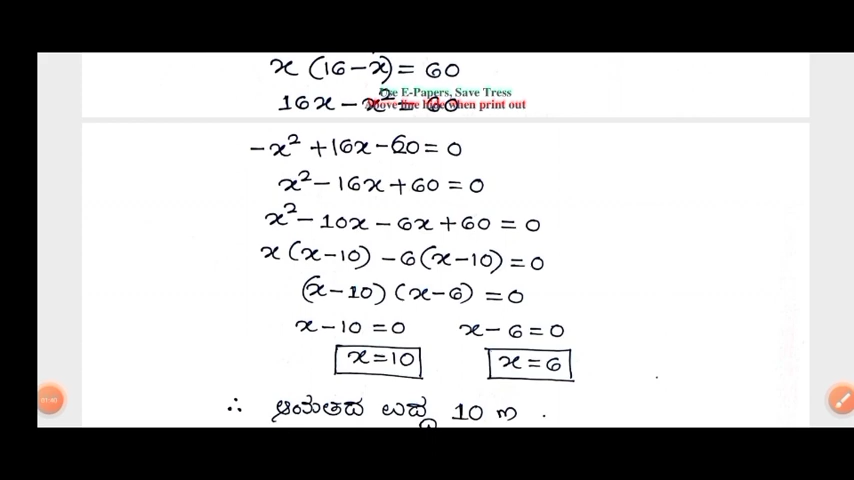 x (16-x) = 60
Use E-Papers, Save Tress
16x - x² = 60
Above line hide when print out
-x² + 16x - 60 = 0
x² - 16x + 60 = 0
x² - 10x - 6x + 60 = 0
x (x-10) - 6 (x-10) = 0
(x-10) (x-6) = 0
x - 10 = 0 x - 6 = 0
x = 10 x = 6
∴ ಆಯತದ ಉದ್ದ 10 m .